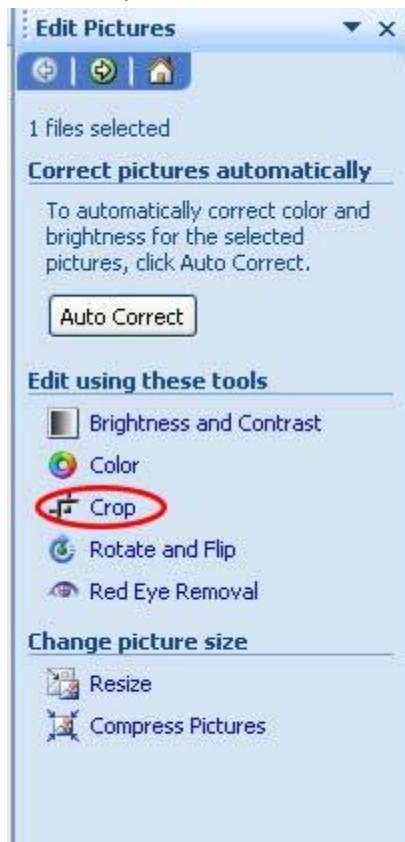 Edit Pictures
1 files selected
Correct pictures automatically
To automatically correct color and
brightness for the selected
pictures, click Auto Correct.
Auto Correct
Edit using these tools
Brightness and Contrast
Color
Crop
Rotate and Flip
Red Eye Removal
Change picture size
Resize
Compress Pictures